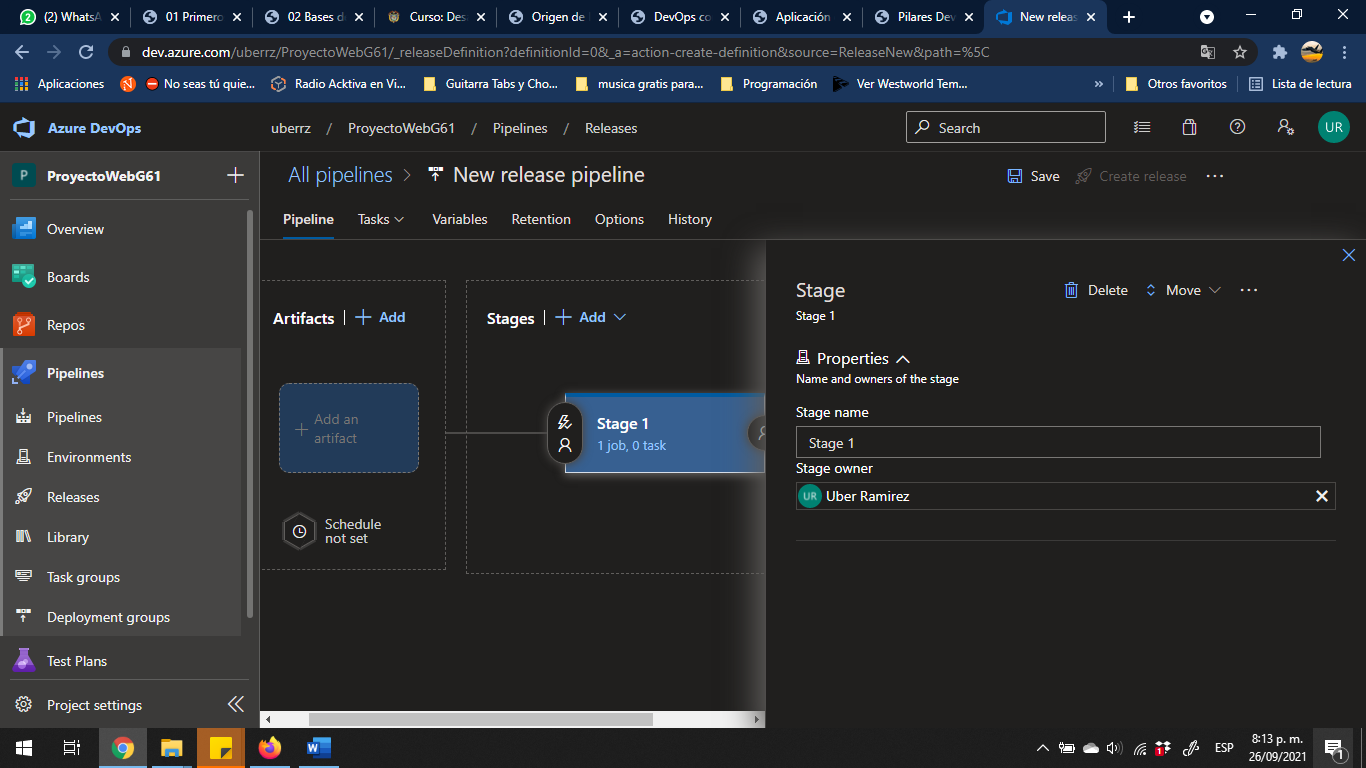 (2) WhatsA
01 Primero
02 Bases d
Curso: Des
Origen de
DevOps co
Aplicación
Pilares Dev
New releas
dev.azure.com/uberrz/ProyectoWebG61/_releaseDefinition?definitionId=0&_a=action-create-definition&source=ReleaseNew&path=%5C
Aplicaciones
No seas tú quie...
Radio Acktiva en Vi...
Guitarra Tabs y Cho...
musica gratis para...
Programación
Ver Westworld Tem...
»
Otros favoritos
Lista de lectura
Azure DevOps
uberrz / ProyectoWebG61 / Pipelines / Releases
Search
UR
P ProyectoWebG61
Overview
Boards
Repos
Pipelines
Pipelines
Environments
Releases
Library
Task groups
Deployment groups
Test Plans
Project settings
All pipelines > New release pipeline
Save
Create release
Pipeline
Tasks
Variables
Retention
Options
History
Artifacts | + Add
Add an
artifact
Schedule
not set
Stages | + Add
Stage 1
1 job, 0 task
Stage
Stage 1
Delete
Move
Properties
Name and owners of the stage
Stage name
Stage 1
Stage owner
UR Uber Ramirez
ESP
8:13 p. m.
26/09/2021
1